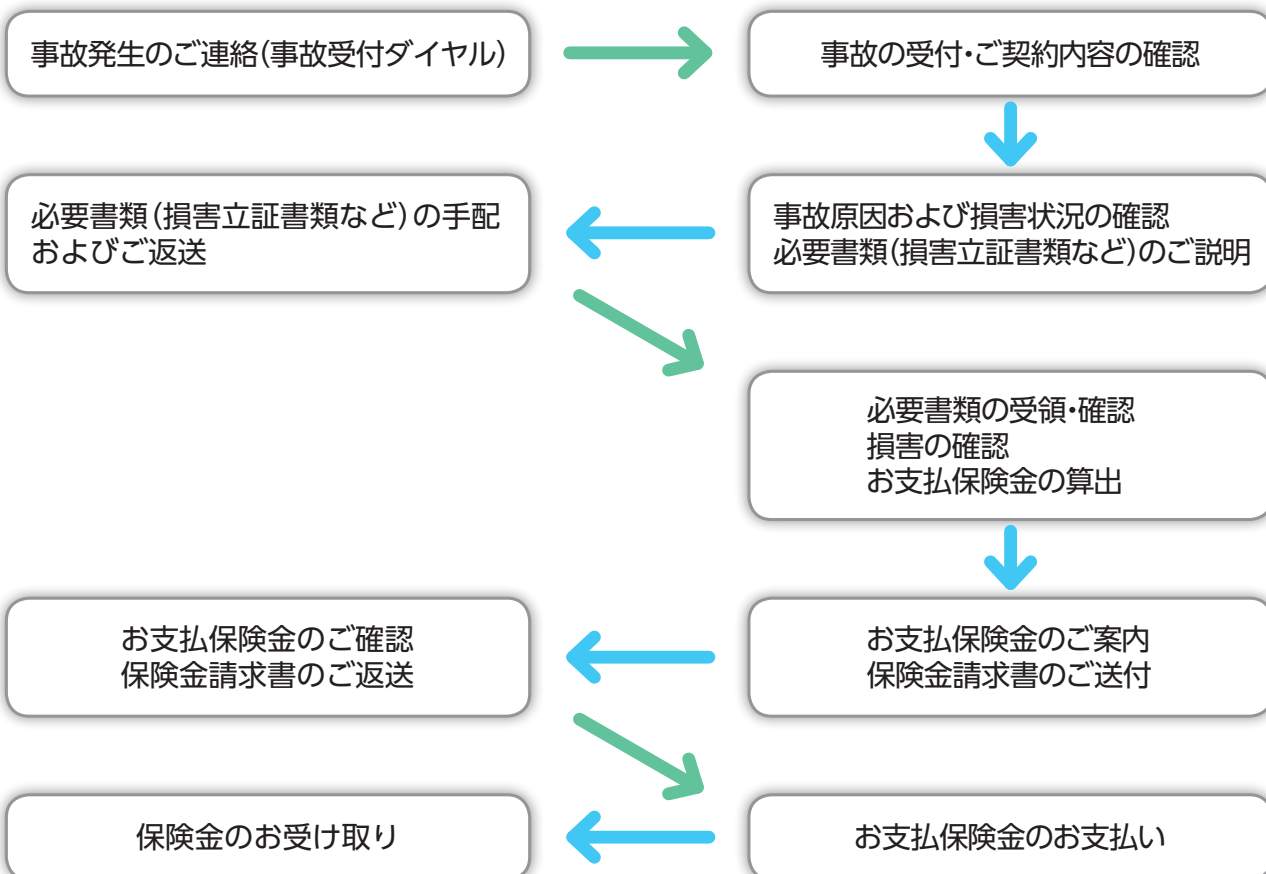 事故発生のご連絡(事故受付ダイヤル)
事故の受付・ご契約内容の確認
事故原因および損害状況の確認
必要書類(損害立証書類など)のご説明
必要書類(損害立証書類など)の手配
およびご返送
必要書類の受領・確認
損害の確認
お支払保険金の算出
お支払保険金のご案内
保険金請求書のご送付
お支払保険金のご確認
保険金請求書のご返送
お支払保険金のお支払い
保険金のお受け取り